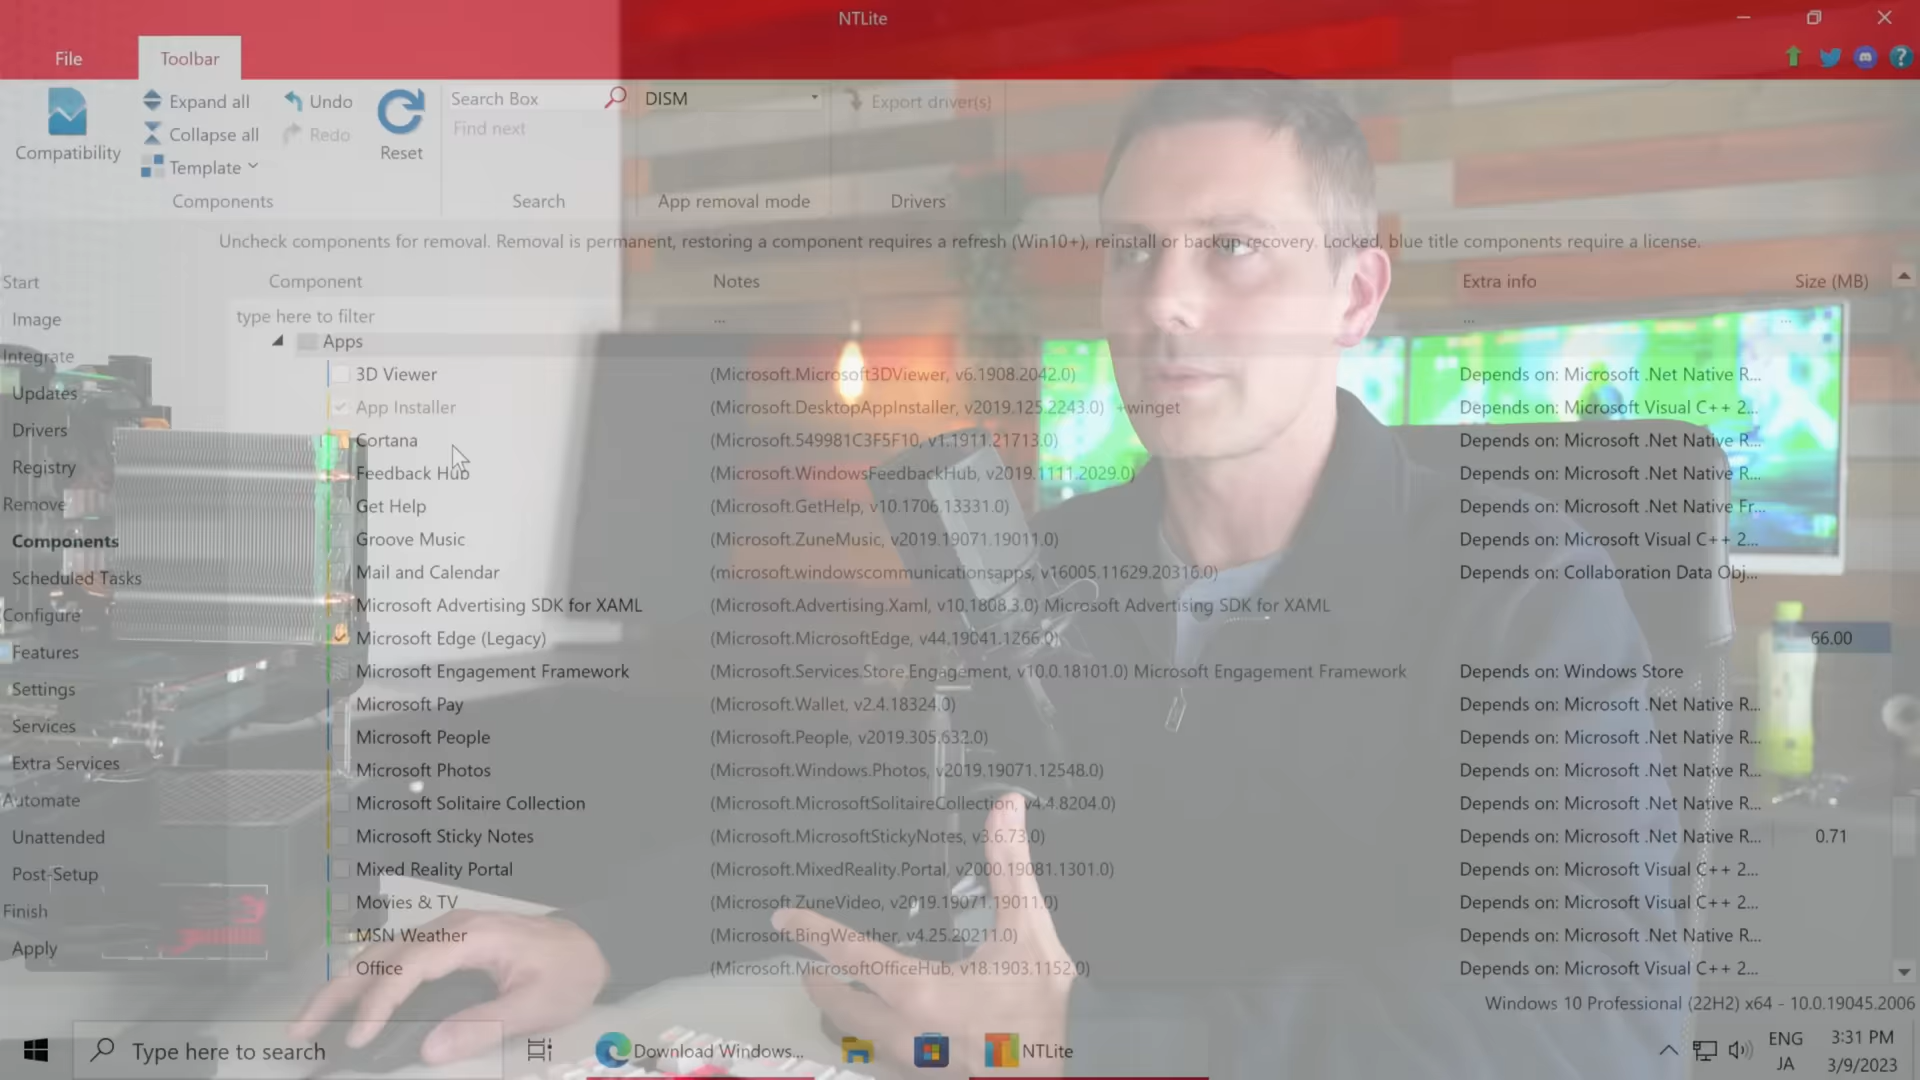 NTLite
File
Toolbar
Compatibility
Expand all
Collapse all
Template
Components
Undo
Redo
Reset
Search Box
Find next
Search
DISM
App removal mode
Export driver(s)
Drivers
Uncheck components for removal. Removal is permanent, restoring a component requires a refresh (Win10+), reinstall or backup recovery. Locked, blue title components require a license.
Start
Image
Integrate
Updates
Drivers
Registry
Remove
Components
Scheduled Tasks
Configure
Features
Settings
Services
Extra Services
Automate
Unattended
Post-Setup
Finish
Apply
Component Notes Extra info Size (MB)
type here to filter ... ... ...
Apps
3D Viewer (Microsoft.Microsoft3DViewer, v6.1908.2042.0) Depends on: Microsoft .Net Native R...
App Installer (Microsoft.DesktopAppInstaller, v2019.125.2243.0) +winget Depends on: Microsoft Visual C++ 2...
Cortana (Microsoft.549981C3F5F10, v1.1911.21713.0) Depends on: Microsoft .Net Native R...
Feedback Hub (Microsoft.WindowsFeedbackHub, v2019.1111.2029.0) Depends on: Microsoft .Net Native R...
Get Help (Microsoft.GetHelp, v10.1706.13331.0) Depends on: Microsoft .Net Native Fr...
Groove Music (Microsoft.ZuneMusic, v2019.19071.19011.0) Depends on: Microsoft Visual C++ 2...
Mail and Calendar (microsoft.windowscommunicationsapps, v16005.11629.20316.0) Depends on: Collaboration Data Obj...
Microsoft Advertising SDK for XAML (Microsoft.Advertising.Xaml, v10.1808.3.0) Microsoft Advertising SDK for XAML
Microsoft Edge (Legacy) (Microsoft.MicrosoftEdge, v44.19041.1266.0) 66.00
Microsoft Engagement Framework (Microsoft.Services.Store.Engagement, v10.0.18101.0) Microsoft Engagement Framework Depends on: Windows Store
Microsoft Pay (Microsoft.Wallet, v2.4.18324.0) Depends on: Microsoft .Net Native R...
Microsoft People (Microsoft.People, v2019.305.632.0) Depends on: Microsoft .Net Native R...
Microsoft Photos (Microsoft.Windows.Photos, v2019.19071.12548.0) Depends on: Microsoft .Net Native R...
Microsoft Solitaire Collection (Microsoft.MicrosoftSolitaireCollection, v4.4.8204.0) Depends on: Microsoft .Net Native R...
Microsoft Sticky Notes (Microsoft.MicrosoftStickyNotes, v3.6.73.0) Depends on: Microsoft .Net Native R... 0.71
Mixed Reality Portal (Microsoft.MixedReality.Portal, v2000.19081.1301.0) Depends on: Microsoft Visual C++ 2...
Movies & TV (Microsoft.ZuneVideo, v2019.19071.19011.0) Depends on: Microsoft Visual C++ 2...
MSN Weather (Microsoft.BingWeather, v4.25.20211.0) Depends on: Microsoft .Net Native R...
Office (Microsoft.MicrosoftOfficeHub, v18.1903.1152.0) Depends on: Microsoft Visual C++ 2...
Windows 10 Professional (22H2) x64 - 10.0.19045.2006
Type here to search
Download Windows...
NTLite
ENG
JA
3:31 PM
3/9/2023